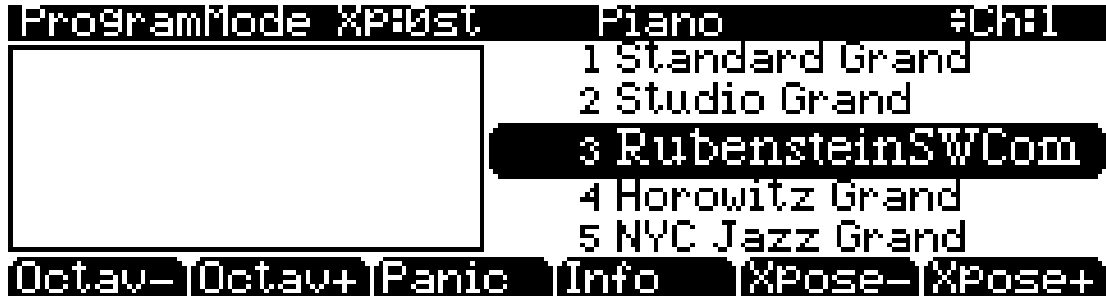 ProgramMode Xp:0st Piano ⬍Ch:1
1 Standard Grand
2 Studio Grand
3 RubensteinSWCom
4 Horowitz Grand
5 NYC Jazz Grand
Octav- Octav+ Panic Info Xpose- Xpose+